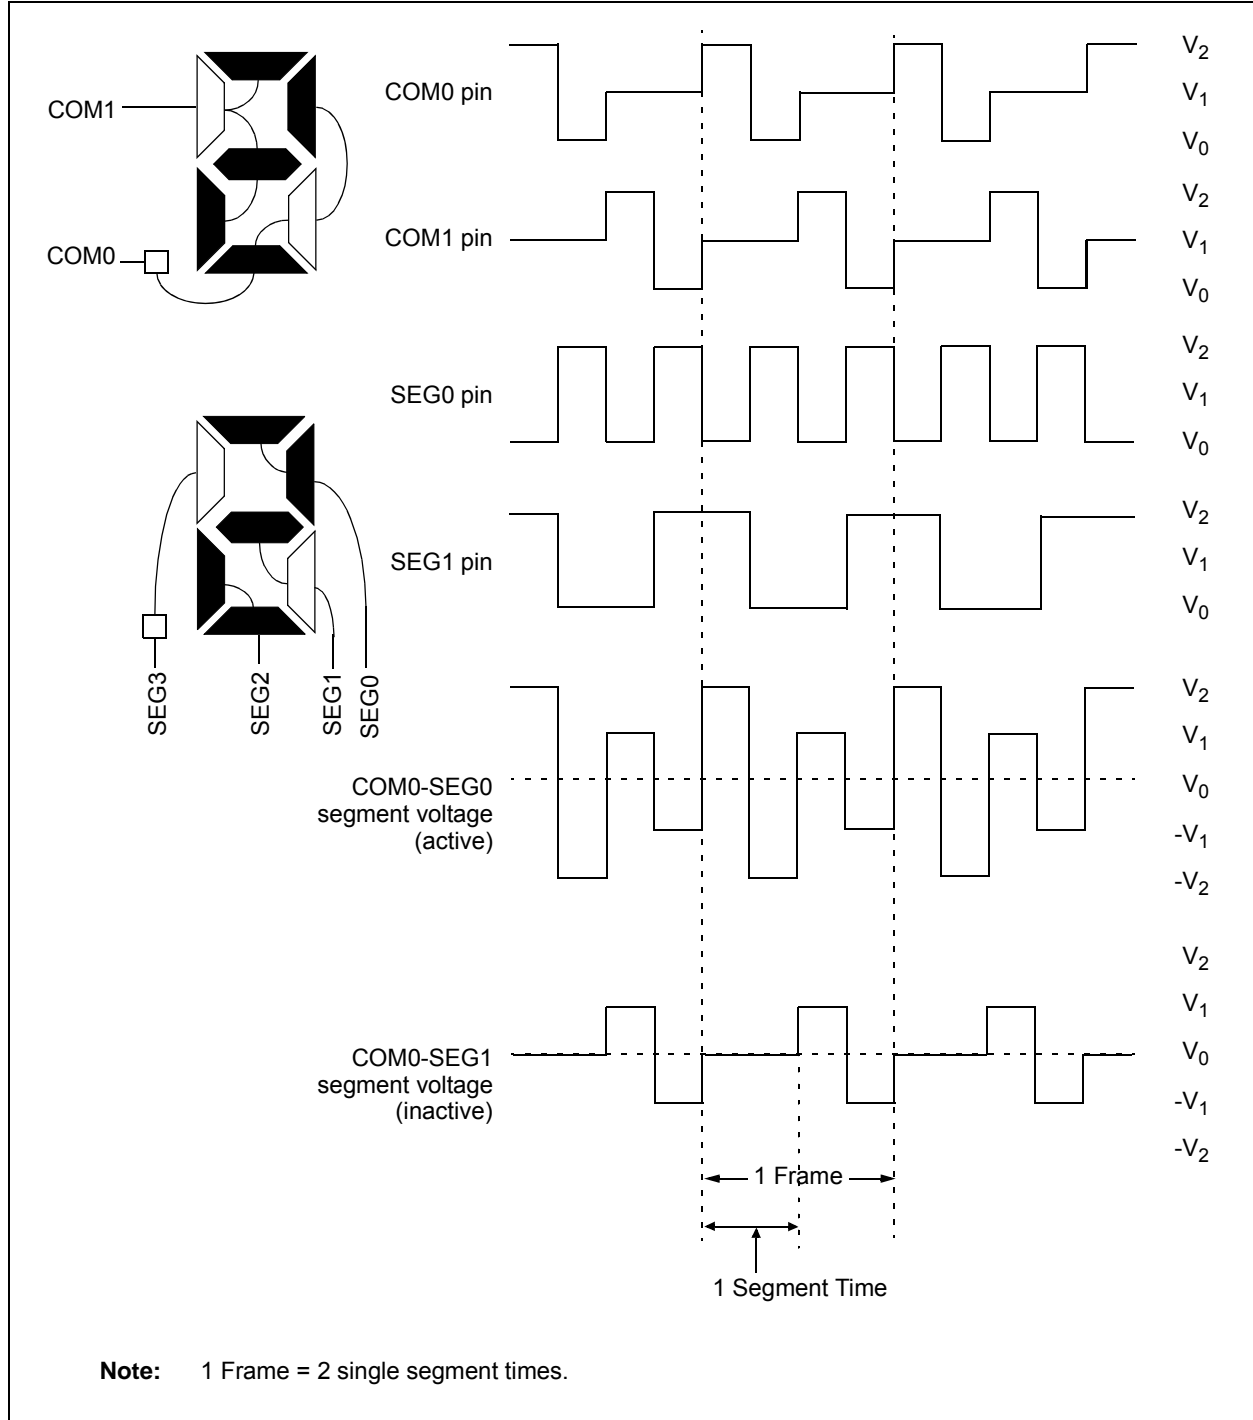 COM1
COM0
COM0 pin
V2
V1
V0
COM1 pin
V2
V1
V0
SEG0 pin
V2
V1
V0
SEG1 pin
V2
V1
V0
SEG3
SEG2
SEG1
SEG0
COM0-SEG0
segment voltage
(active)
V2
V1
V0
-V1
-V2
COM0-SEG1
segment voltage
(inactive)
V2
V1
V0
-V1
-V2
1 Frame
1 Segment Time
Note: 1 Frame = 2 single segment times.